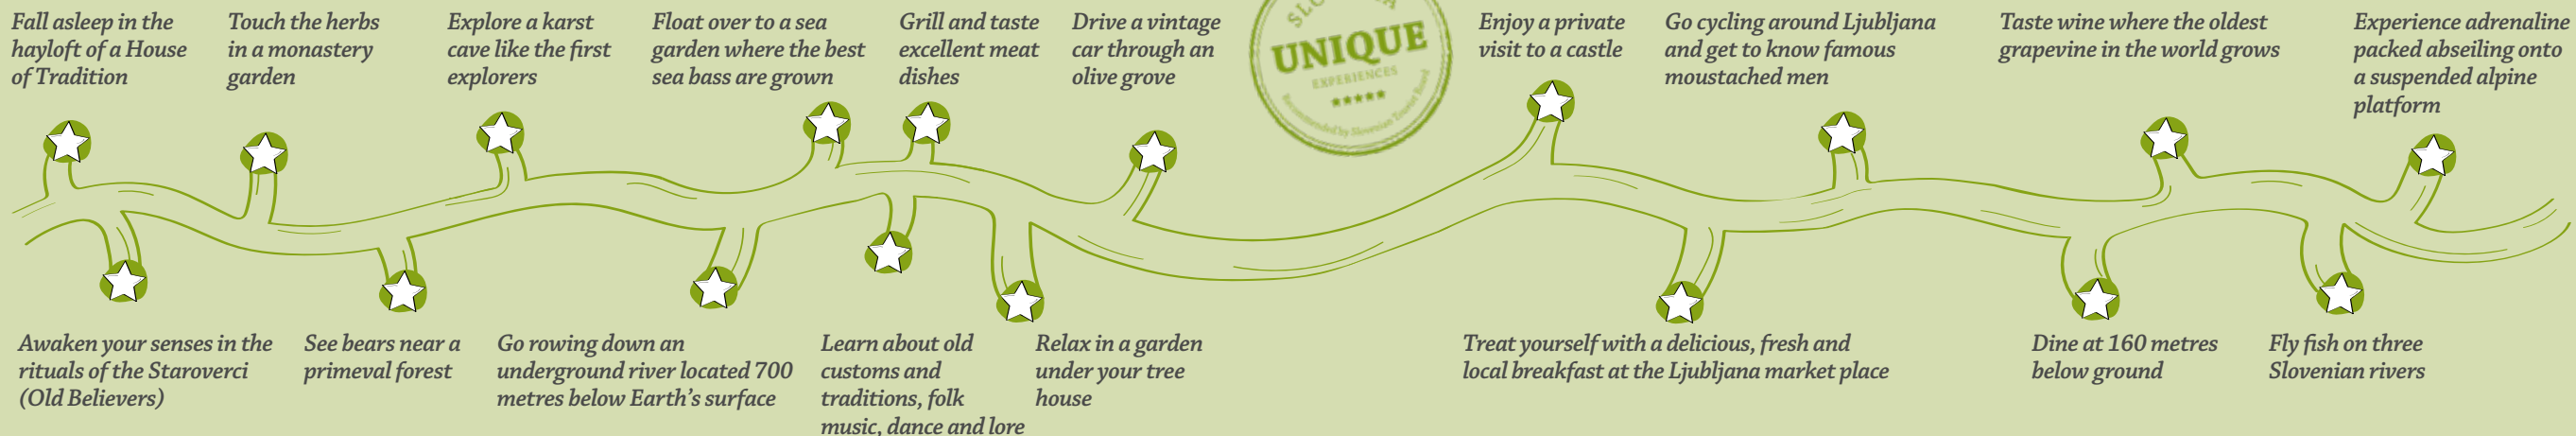 Fall asleep in the
hayloft of a House
of Tradition
Touch the herbs
in a monastery
garden
Explore a karst
cave like the first
explorers
Float over to a sea
garden where the best
sea bass are grown
Grill and taste
excellent meat
dishes
Drive a vintage
car through an
olive grove
UNIQUE
EXPERIENCES
Recommended by Slovenian Tourist Board
Enjoy a private
visit to a castle
Go cycling around Ljubljana
and get to know famous
moustached men
Taste wine where the oldest
grapevine in the world grows
Experience adrenaline
packed abseiling onto
a suspended alpine
platform
Awaken your senses in the
rituals of the Staroverci
(Old Believers)
See bears near a
primeval forest
Go rowing down an
underground river located 700
metres below Earth’s surface
Learn about old
customs and
traditions, folk
music, dance and lore
Relax in a garden
under your tree
house
Treat yourself with a delicious, fresh and
local breakfast at the Ljubljana market place
Dine at 160 metres
below ground
Fly fish on three
Slovenian rivers